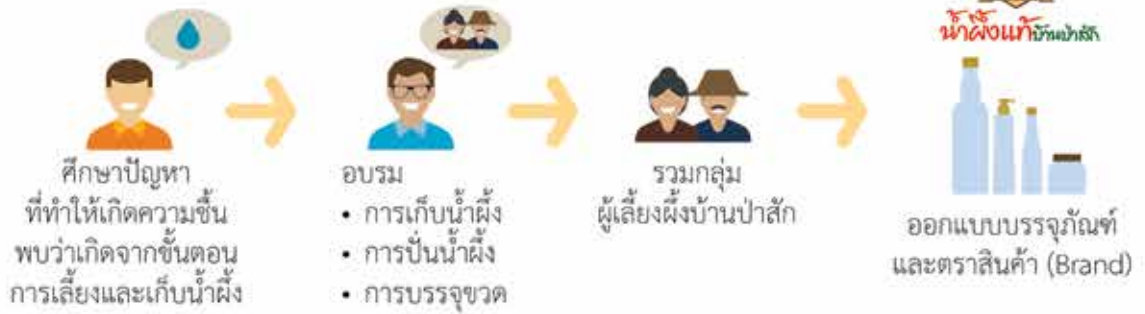 น้ำผึ้งแท้บ้านป่าสัก
ศึกษาปัญหา
ที่ทำให้เกิดความชื้น
พบว่าเกิดจากขั้นตอน
การเลี้ยงและเก็บน้ำผึ้ง
อบรม
• การเก็บน้ำผึ้ง
• การปั่นน้ำผึ้ง
• การบรรจุขวด
รวมกลุ่ม
ผู้เลี้ยงผึ้งบ้านป่าสัก
ออกแบบบรรจุภัณฑ์
และตราสินค้า (Brand)